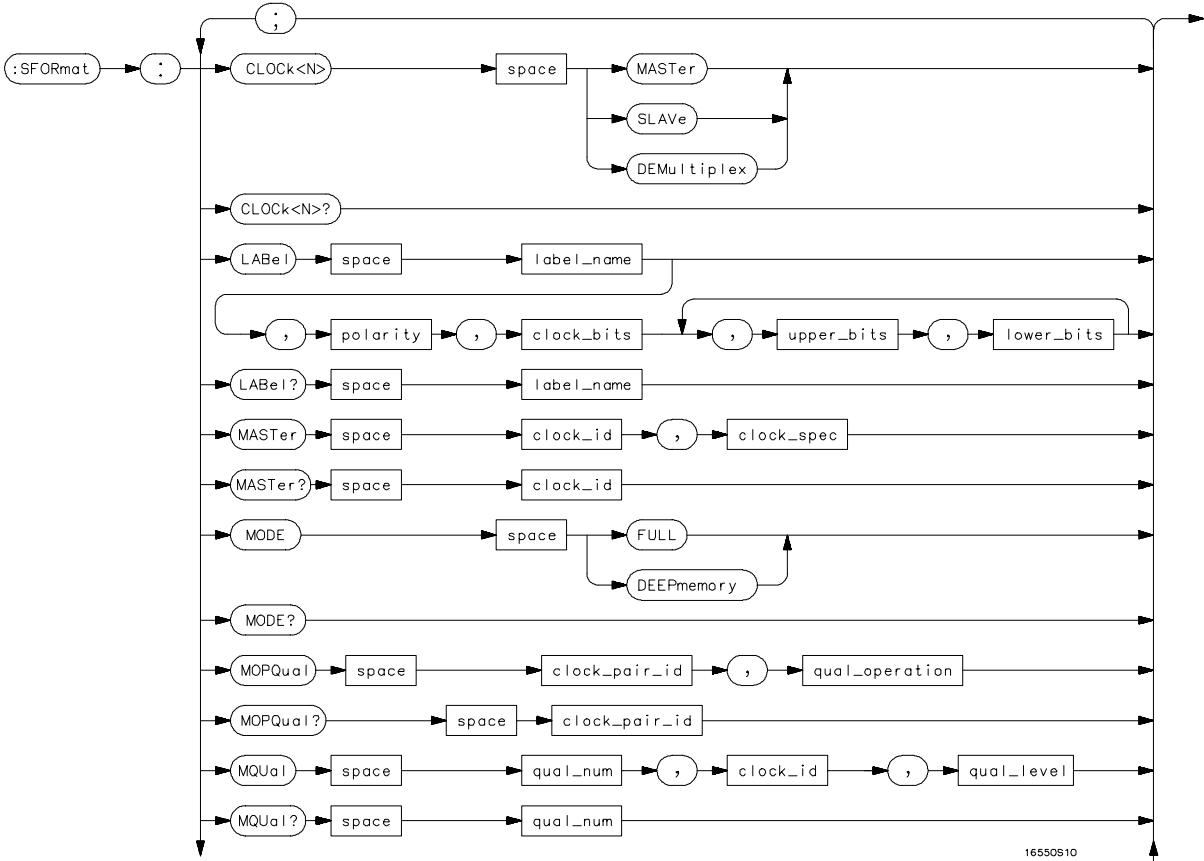 ;
:SFORmat : CLOCk<N> space MASTer
SLAVe
DEMultiplex
CLOCk<N>?
LABel space label_name
, polarity , clock_bits , upper_bits , lower_bits
LABel? space label_name
MASTer space clock_id , clock_spec
MASTer? space clock_id
MODE space FULL
DEEPmemory
MODE?
MOPQual space clock_pair_id , qual_operation
MOPQual? space clock_pair_id
MQUal space qual_num , clock_id , qual_level
MQUal? space qual_num
16550S10